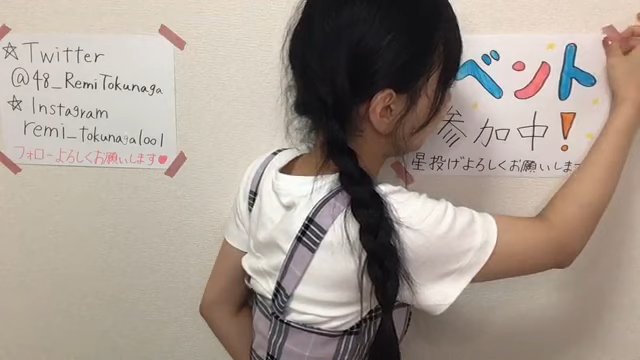 ☆Twitter
@48_RemiTokunaga
☆Instagram
remi_tokunaga1001
フォローよろしくお願いします♥
ベント
参加中!
星投げよろしくお願いします